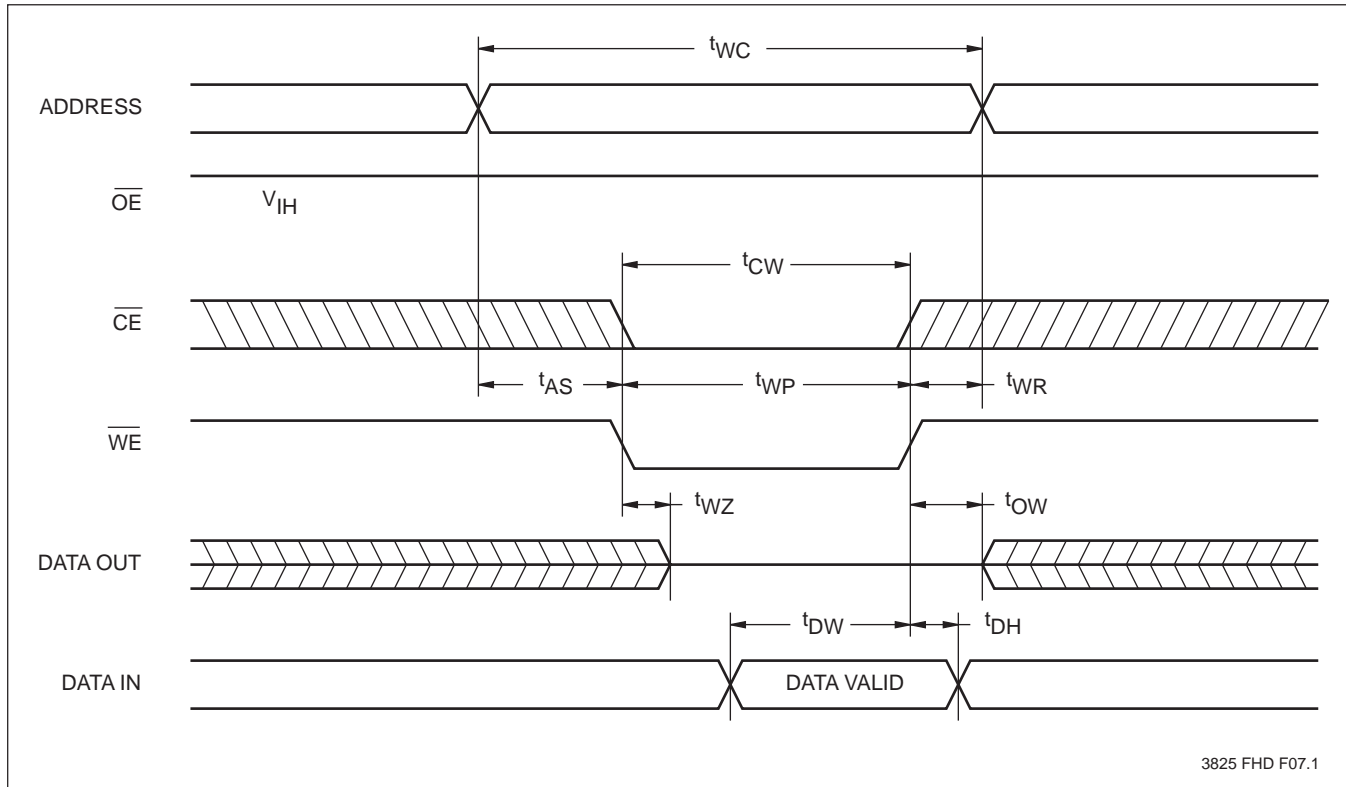 tWC
ADDRESS
OE
VIH
tCW
CE
tAS
tWP
tWR
WE
tWZ
tOW
DATA OUT
tDW
tDH
DATA IN
DATA VALID
3825 FHD F07.1